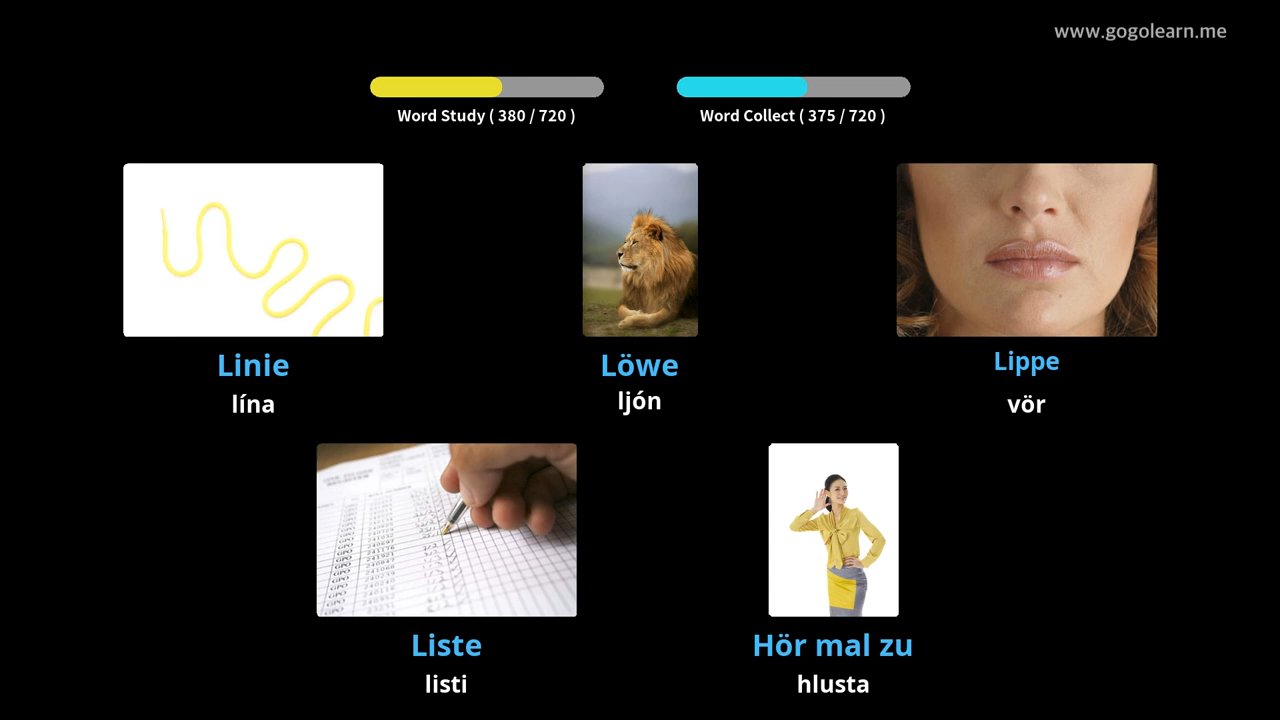 www.gogolearn.me
Word Study ( 380 / 720 )
Word Collect ( 375 / 720 )
Linie
lína
Löwe
ljón
Lippe
vör
Liste
listi
Hör mal zu
hlusta